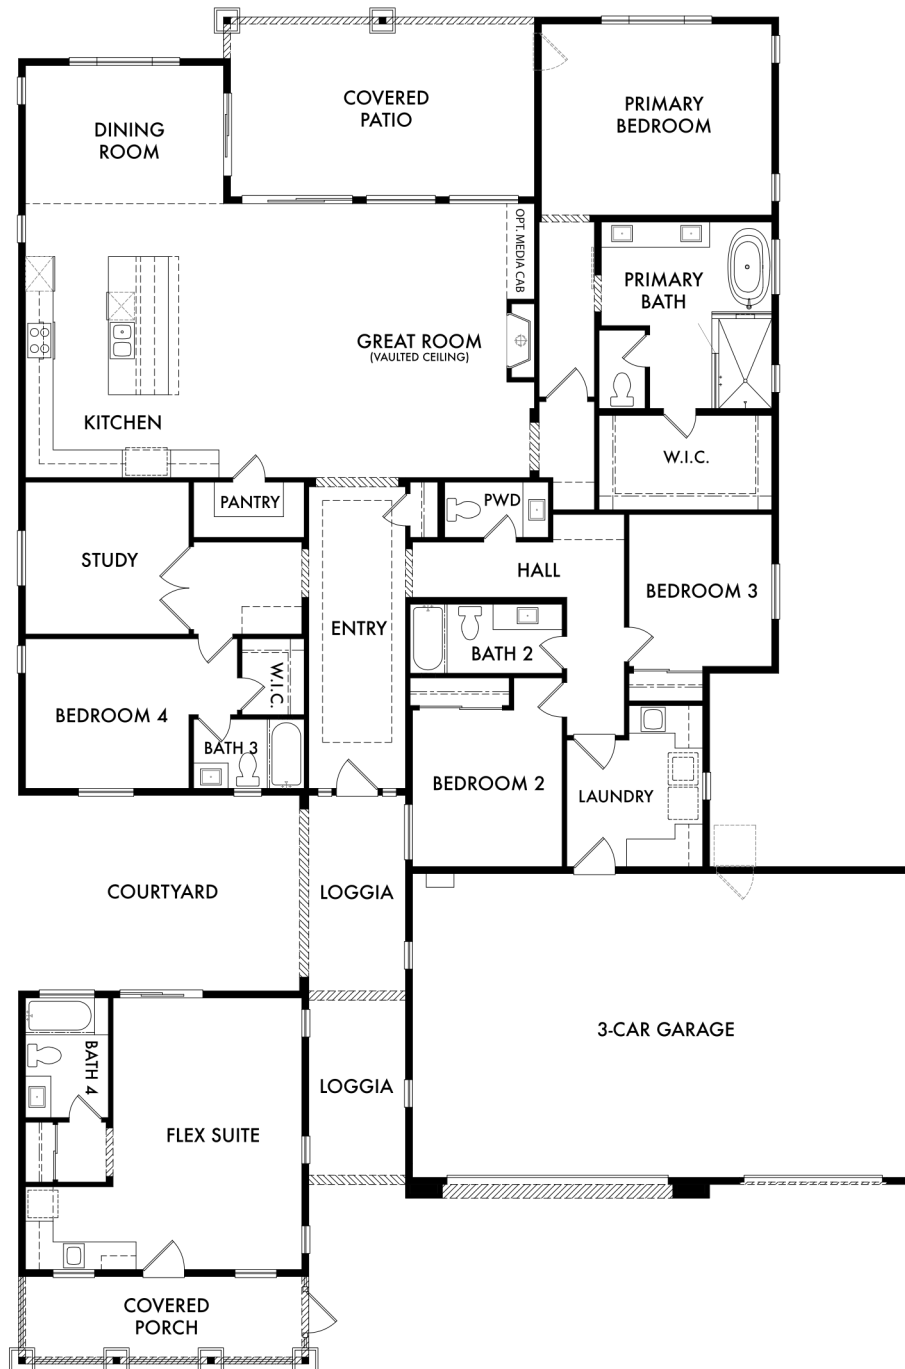 COVERED
PATIO
PRIMARY
BEDROOM
DINING
ROOM
OPT. MEDIA CAB
PRIMARY
BATH
GREAT ROOM
(VAULTED CEILING)
KITCHEN
W.I.C.
PANTRY
PWD
STUDY
HALL
BEDROOM 3
ENTRY
BATH 2
W.I.C.
BEDROOM 4
BATH 3
BEDROOM 2
LAUNDRY
COURTYARD
LOGGIA
3-CAR GARAGE
BATH 4
LOGGIA
FLEX SUITE
COVERED
PORCH